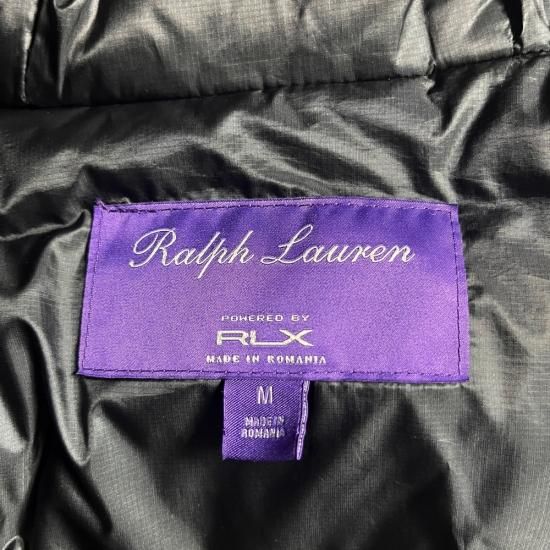 Ralph Lauren
POWERED BY
RLX
MADE IN ROMANIA
M
MADE IN
ROMANIA